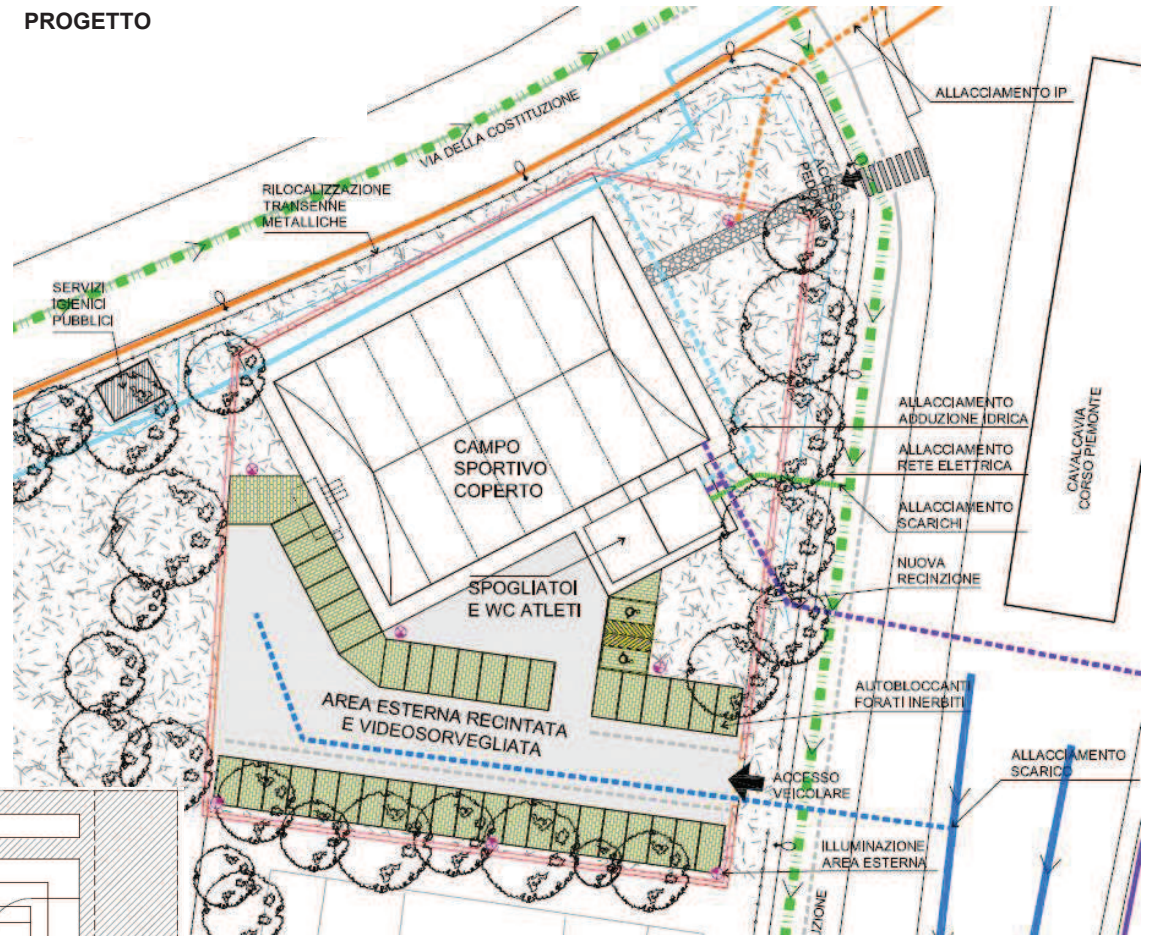 PROGETTO
ALLACCIAMENTO IP
VIA DELLA COSTITUZIONE
ACCESSO
PEDONALE
RILOCALIZZAZIONE
TRANSENNE
METALLICHE
SERVIZI
IGIENICI
PUBBLICI
CAMPO
SPORTIVO
COPERTO
ALLACCIAMENTO
ADDUZIONE IDRICA
ALLACCIAMENTO
RETE ELETTRICA
ALLACCIAMENTO
SCARICHI
CAVALCAVIA
CORSO PIEMONTE
NUOVA
RECINZIONE
SPOGLIATOI
E WC ATLETI
AUTOBLOCCANTI
FORATI INERBITI
AREA ESTERNA RECINTATA
E VIDEOSORVEGLIATA
ALLACCIAMENTO
SCARICO
ACCESSO
VEICOLARE
ILLUMINAZIONE
AREA ESTERNA
UZIONE